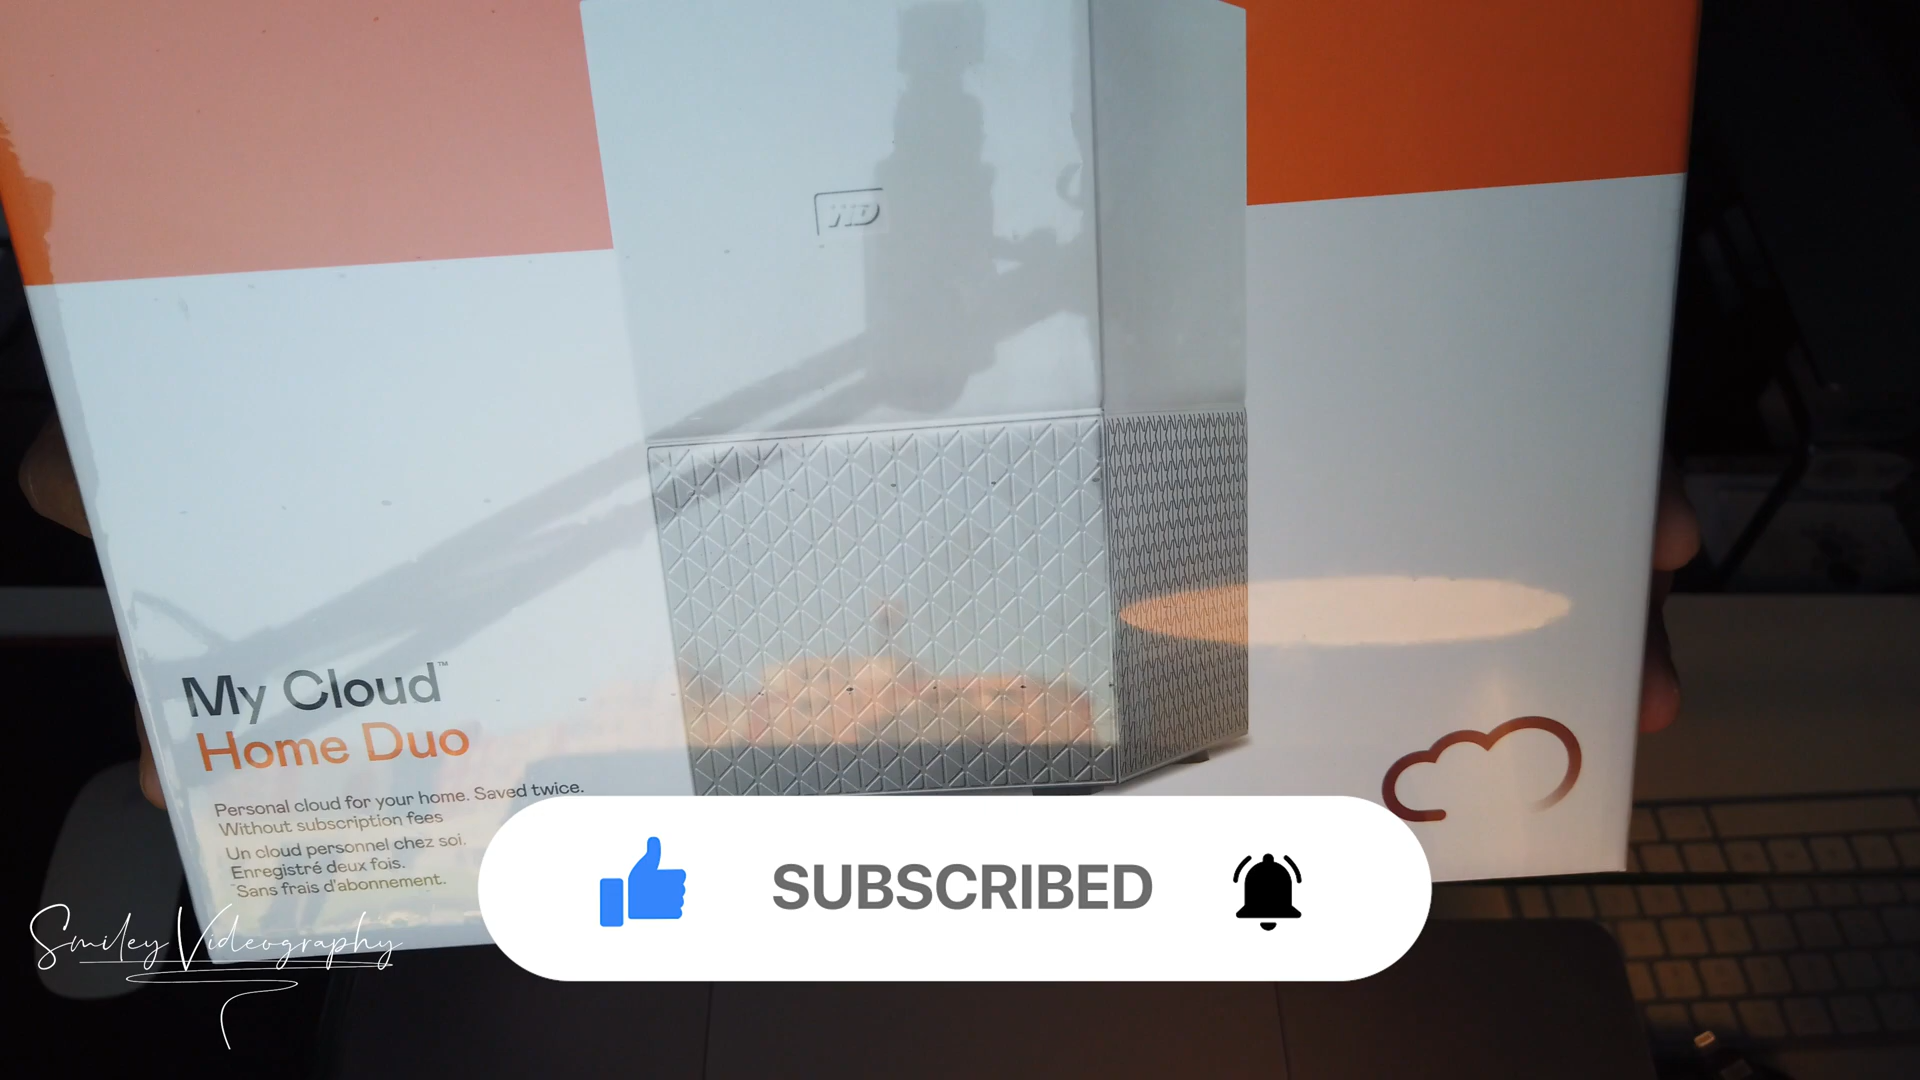 WD
My Cloud™
Home Duo
Personal cloud for your home. Saved twice.
Without subscription fees
Un cloud personnel chez soi.
Enregistré deux fois.
Sans frais d'abonnement.
SUBSCRIBED
Smiley Videography